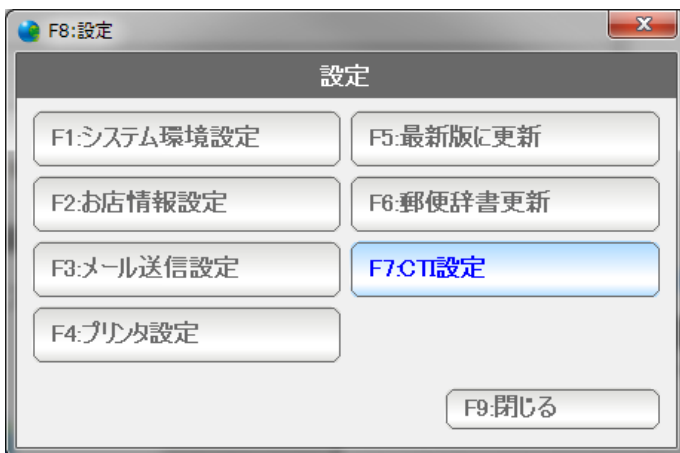 F8:設定
設定
F1:システム環境設定
F5:最新版に更新
F2:お店情報設定
F6:郵便辞書更新
F3:メール送信設定
F7:CTI設定
F4:プリンタ設定
F9:閉じる